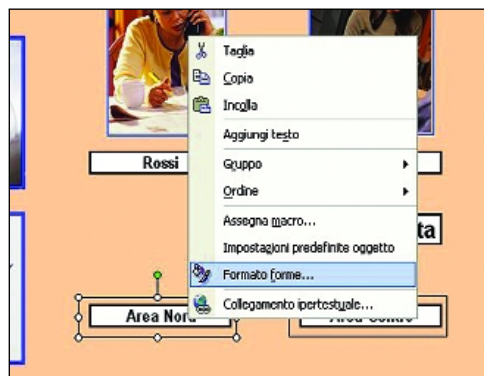 Taglia
Copia
Incolla
Aggiungi testo
Rossi
Gruppo
Ordine
Assegna macro...
ta
Impostazioni predefinite oggetto
Formato forme...
Collegamento ipertestuale...
Area Nord
Area Centro